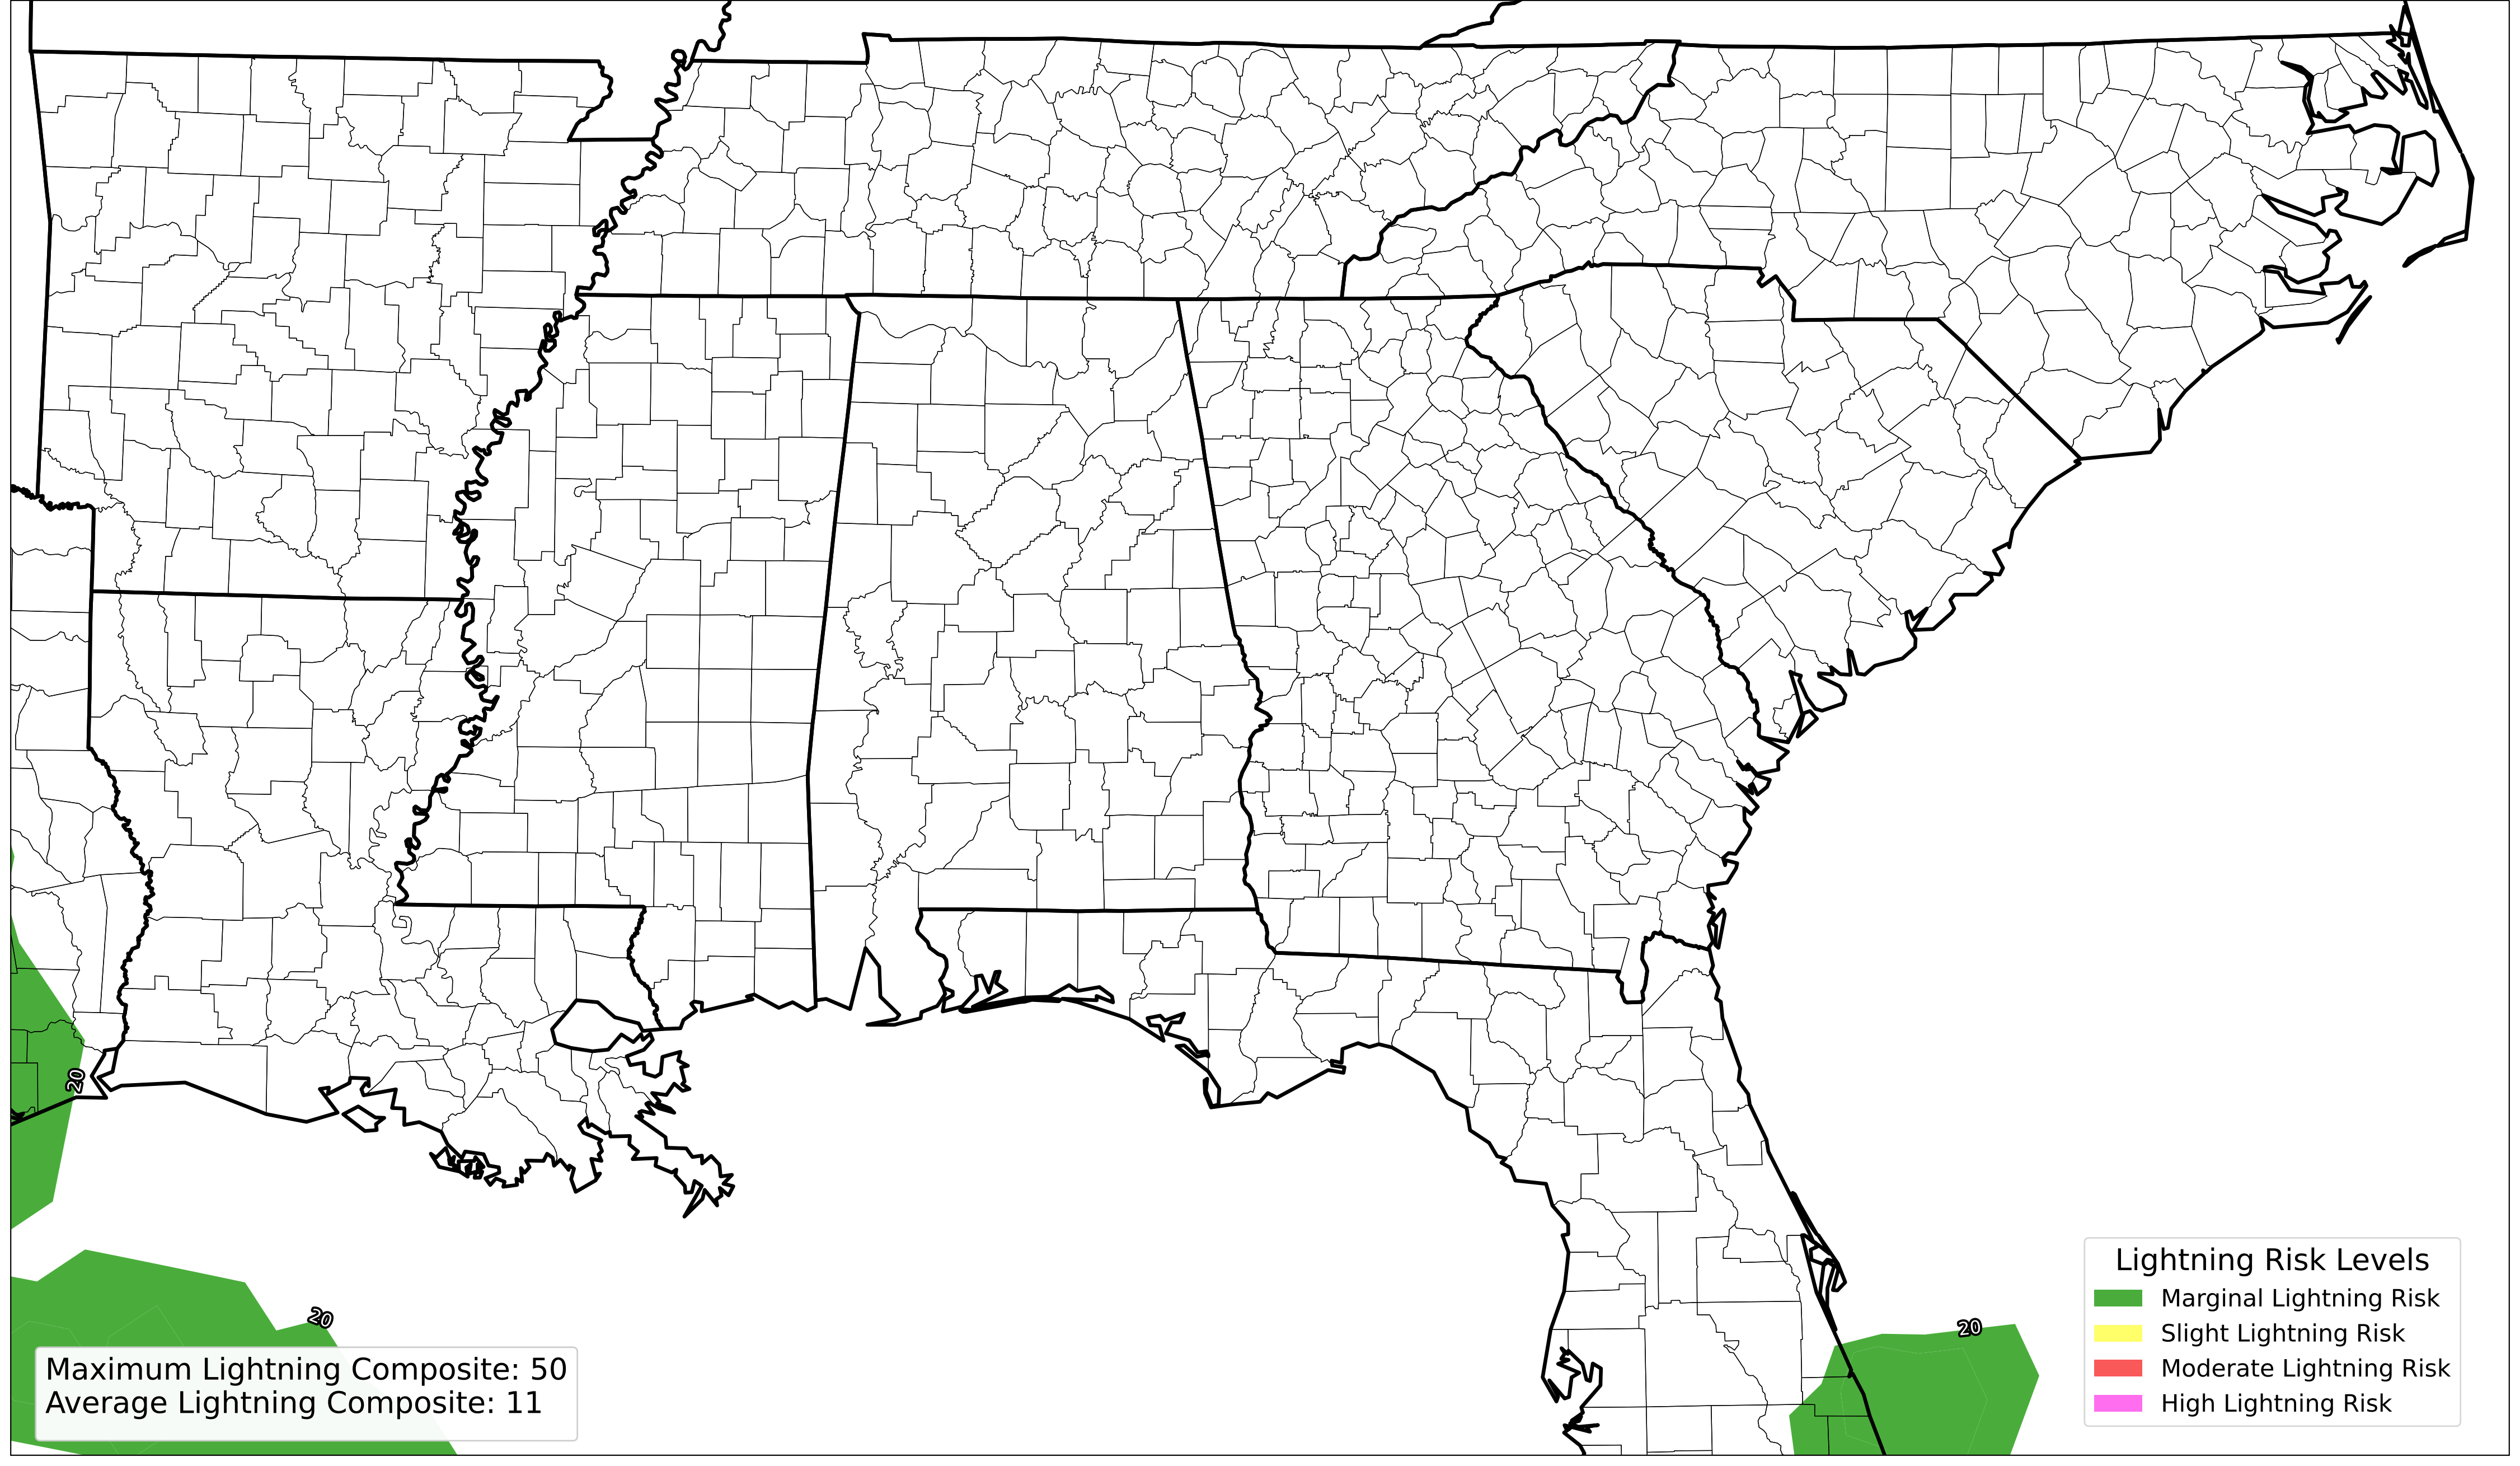 20
20
20
Maximum Lightning Composite: 50
Average Lightning Composite: 11
Lightning Risk Levels
Marginal Lightning Risk
Slight Lightning Risk
Moderate Lightning Risk
High Lightning Risk